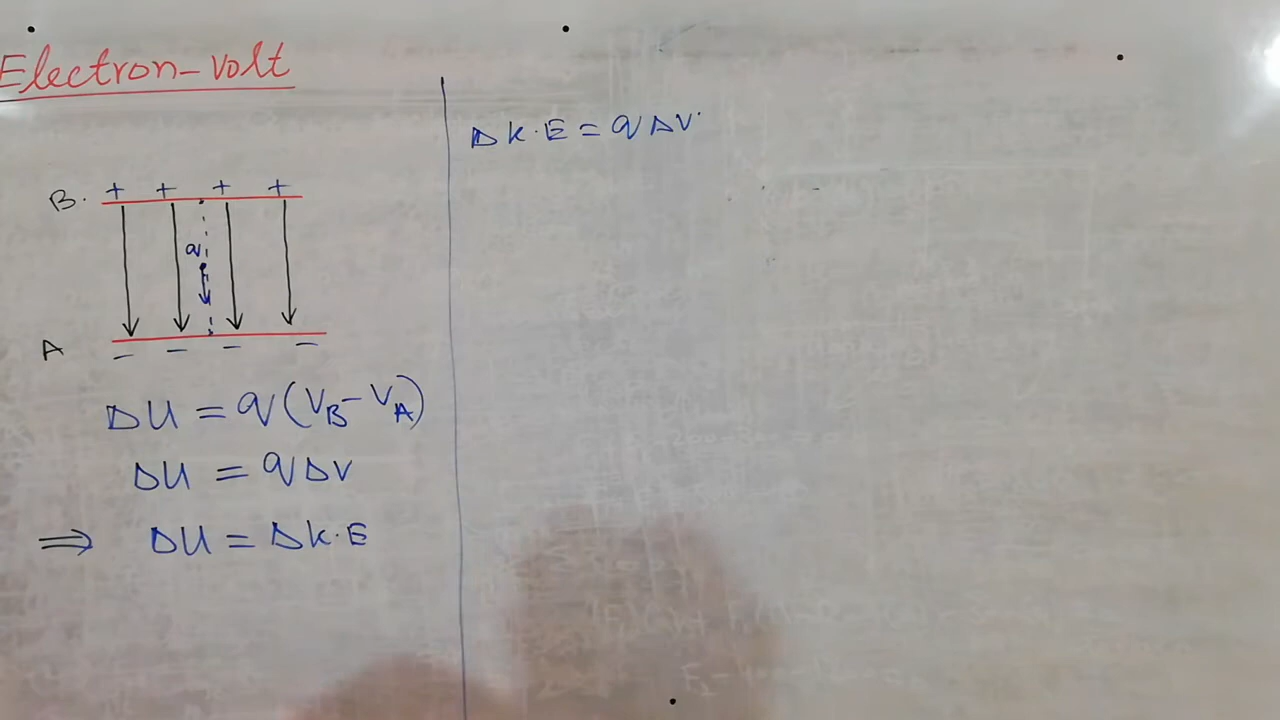 Electron-volt
B. + + + +
q
A - - - -
ΔU = q(V_B - V_A)
ΔU = qΔV
⇒ ΔU = ΔK.E
ΔK.E = qΔV